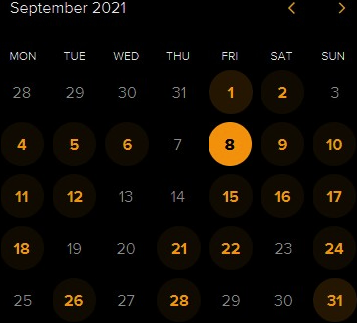 September 2021
MON TUE WED THU FRI SAT SUN
28 29 30 31 1 2 3
4 5 6 7 8 9 10
11 12 13 14 15 16 17
18 19 20 21 22 23 24
25 26 27 28 29 30 31